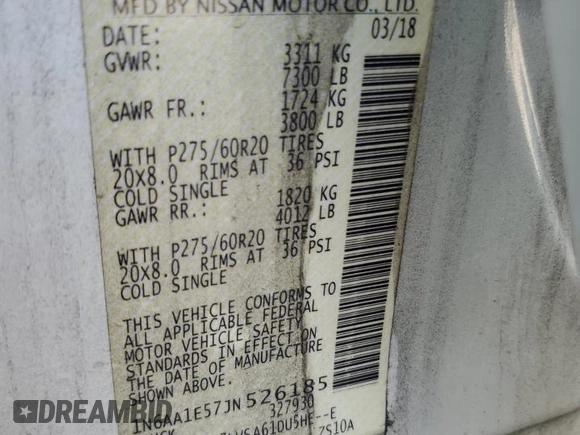 MFD BY NISSAN MOTOR CO., LTD.
DATE: 03/18
GVWR: 3311 KG
7300 LB
GAWR FR.: 1724 KG
3800 LB
WITH P275/60R20 TIRES
20X8.0 RIMS AT 36 PSI
COLD SINGLE
GAWR RR.: 1820 KG
4012 LB
WITH P275/60R20 TIRES
20X8.0 RIMS AT 36 PSI
COLD SINGLE
THIS VEHICLE CONFORMS TO
ALL APPLICABLE FEDERAL
MOTOR VEHICLE SAFETY
STANDARDS IN EFFECT ON
THE DATE OF MANUFACTURE
SHOWN ABOVE.
1N6AA1E57JN526185
327930
7S10A
AUTOBIDCAR